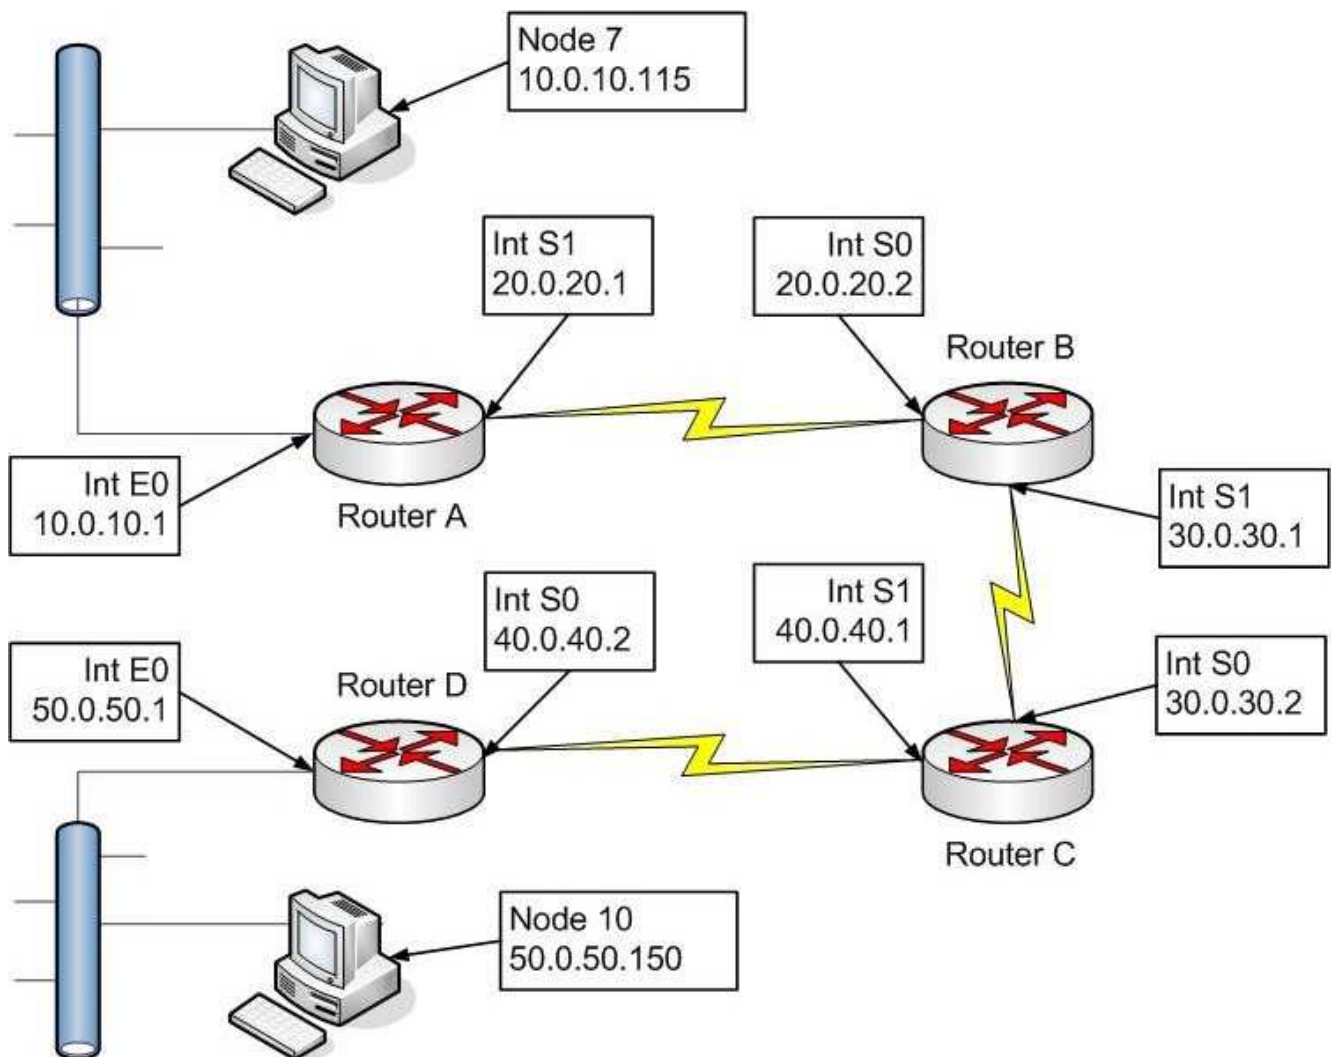 Node 7
10.0.10.115
Int S1
20.0.20.1
Int S0
20.0.20.2
Router B
Int E0
10.0.10.1
Router A
Int S1
30.0.30.1
Int S0
40.0.40.2
Int S1
40.0.40.1
Int E0
50.0.50.1
Router D
Int S0
30.0.30.2
Router C
Node 10
50.0.50.150